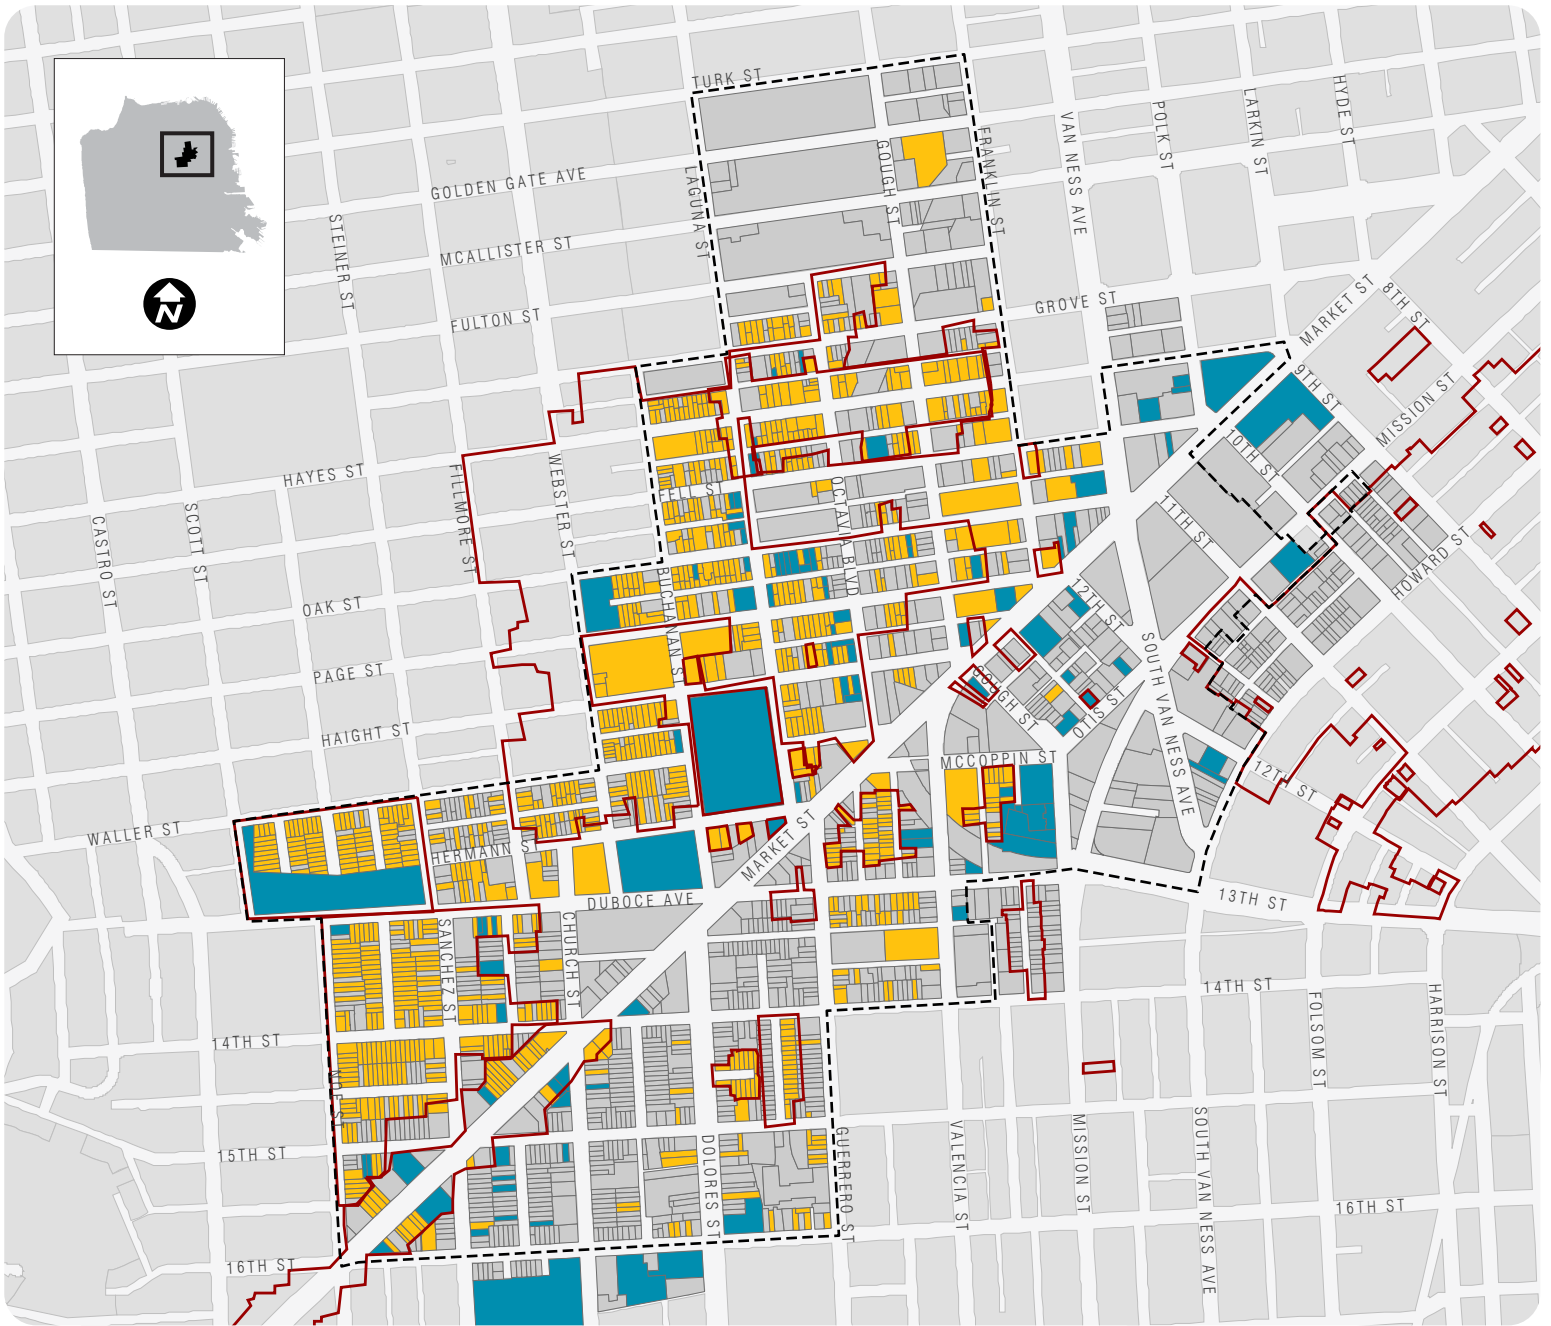 TURK ST
GOLDEN GATE AVE
MCALLISTER ST
FULTON ST
STEINER ST
LAGUNA ST
GOUGH ST
FRANKLIN ST
VAN NESS AVE
POLK ST
LARKIN ST
HYDE ST
GROVE ST
MARKET ST
8TH ST
9TH ST
MISSION ST
10TH ST
11TH ST
HOWARD ST
12TH ST
HAYES ST
FELL ST
FILLMORE ST
WEBSTER ST
OCTAVIA BLVD
CASTRO ST
SCOTT ST
OAK ST
BUCHANAN ST
PAGE ST
HAIGHT ST
GOUGH ST
OTIS ST
SOUTH VAN NESS AVE
MCCOPPIN ST
12TH ST
WALLER ST
HERMANN ST
MARKET ST
DUBOCE AVE
13TH ST
SANCHEZ ST
CHURCH ST
14TH ST
14TH ST
NOE ST
FOLSOM ST
HARRISON ST
15TH ST
DOLORES ST
GUERRERO ST
VALENCIA ST
MISSION ST
SOUTH VAN NESS AVE
16TH ST
16TH ST
N